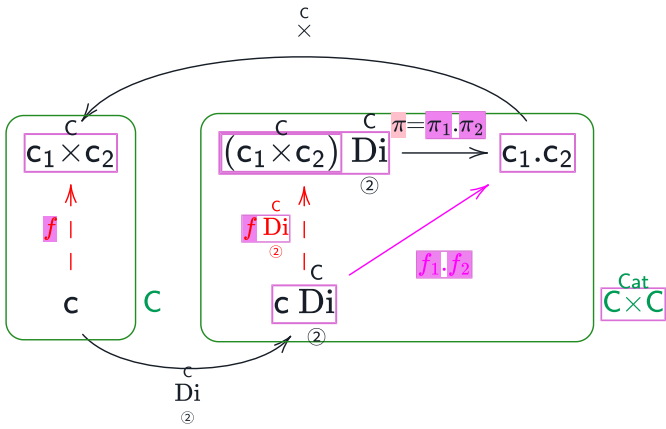 C
×
C
c₁×c₂
f
c
C
C
Di
②
C
(c₁×c₂) Di
C
②
π=π₁.π₂
c₁.c₂
f Di
C
②
f₁.f₂
C
c Di
②
Cat
C×C